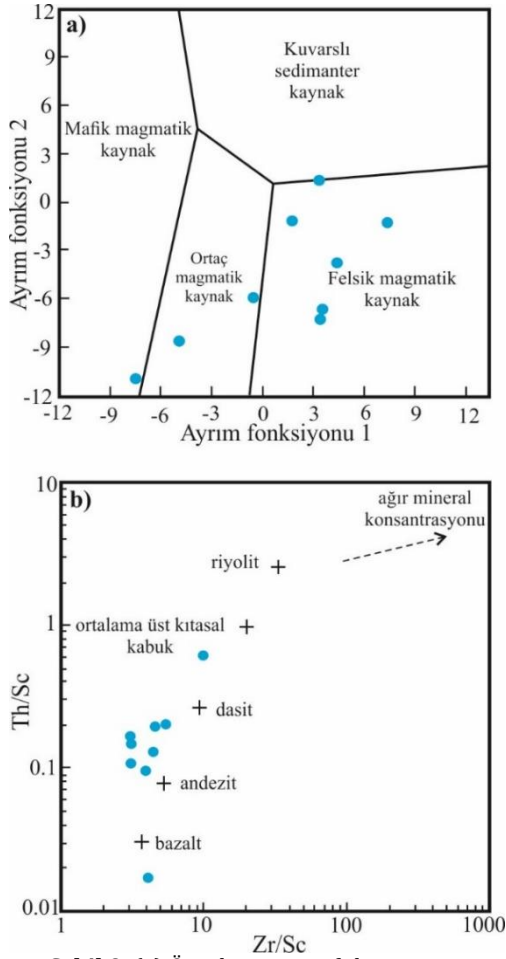 a)
Kuvarslı
sedimanter
kaynak
Mafik magmatik
kaynak
Ortaç
magmatik
kaynak
Felsik magmatik
kaynak
Ayrım fonksiyonu 2
12
9
6
3
0
-3
-6
-9
-12
-12 -9 -6 -3 0 3 6 9 12
Ayrım fonksiyonu 1
b)
ağır mineral
konsantrasyonu
riyolit
ortalama üst kıtasal
kabuk
dasit
andezit
bazalt
Th/Sc
10
1
0.1
0.01
1 10 100 1000
Zr/Sc